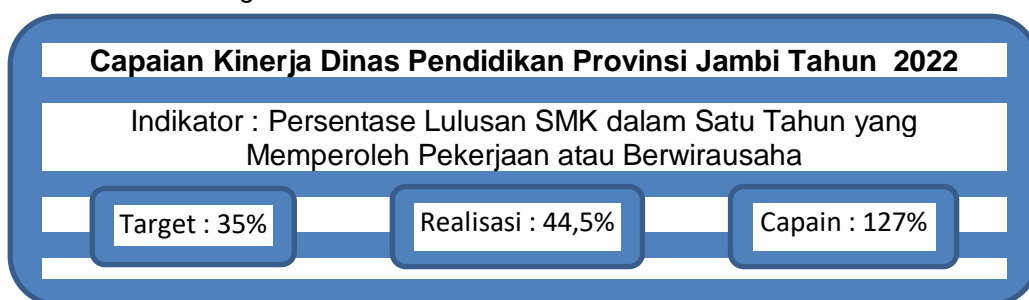 Capaian Kinerja Dinas Pendidikan Provinsi Jambi Tahun 2022
Indikator : Persentase Lulusan SMK dalam Satu Tahun yang
Memperoleh Pekerjaan atau Berwirausaha
Target : 35%
Realisasi : 44,5%
Capain : 127%